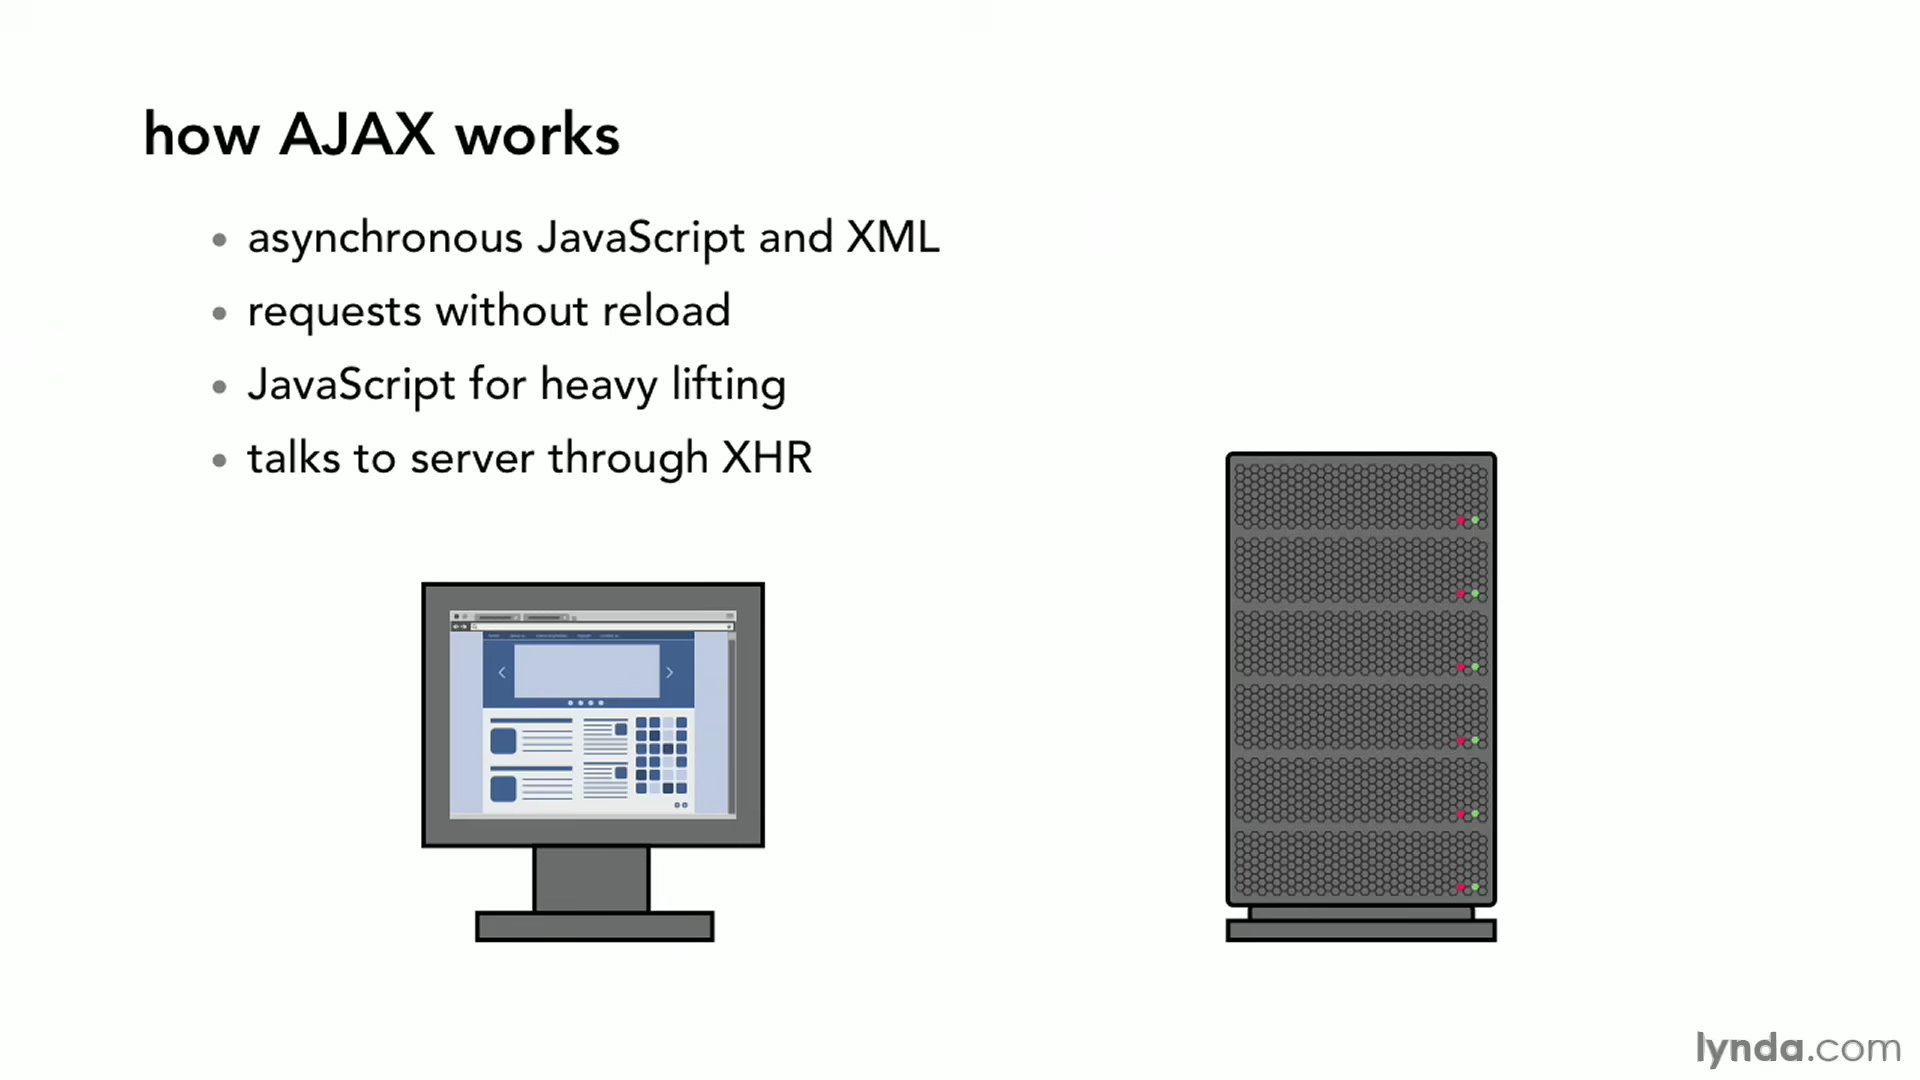 how AJAX works
• asynchronous JavaScript and XML
• requests without reload
• JavaScript for heavy lifting
• talks to server through XHR
lynda.com